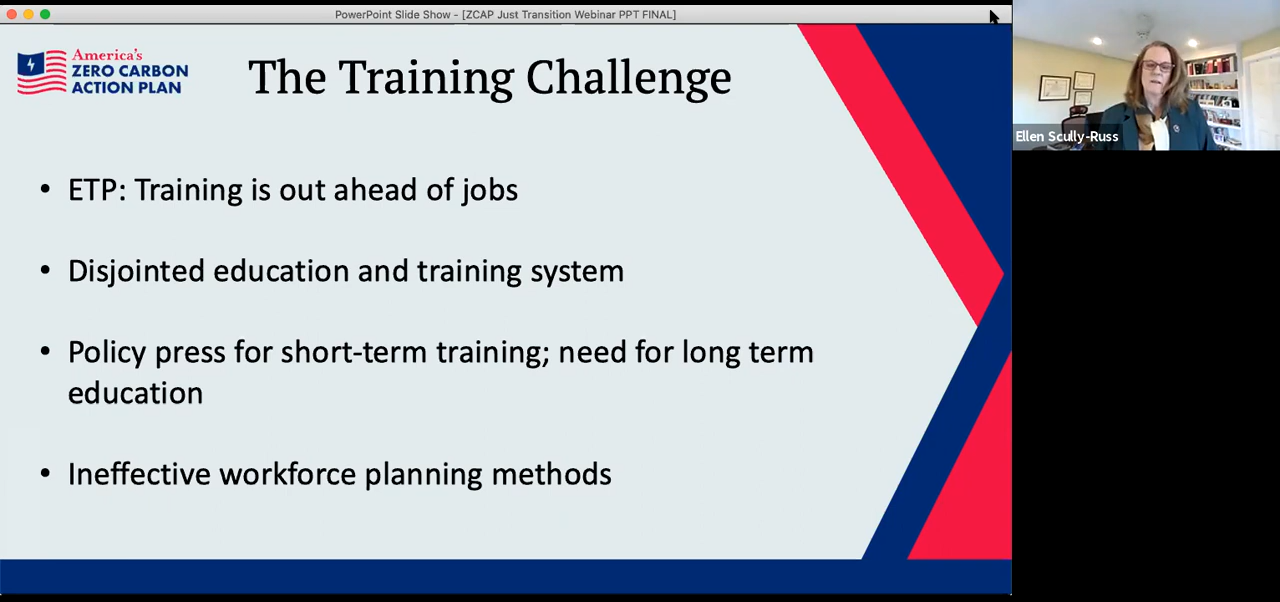 PowerPoint Slide Show - [ZCAP Just Transition Webinar PPT FINAL]
America's
ZERO CARBON
ACTION PLAN
The Training Challenge
• ETP: Training is out ahead of jobs
• Disjointed education and training system
• Policy press for short-term training; need for long term
education
• Ineffective workforce planning methods
Ellen Scully-Russ